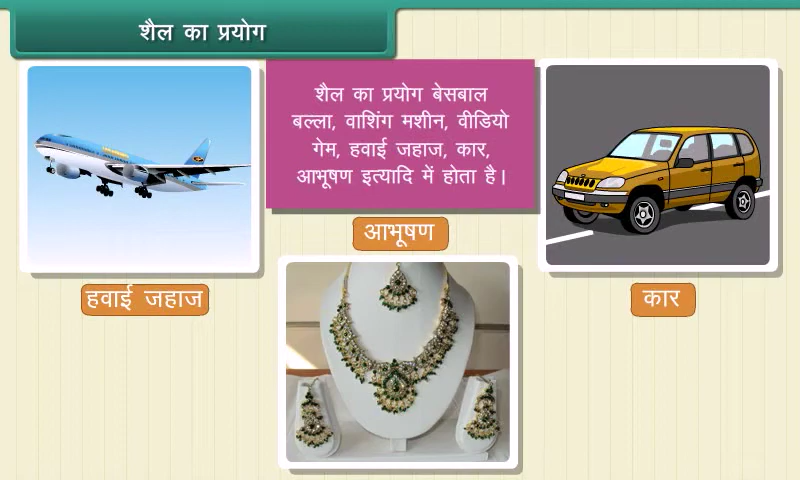 शैल का प्रयोग
शैल का प्रयोग बेसबाल
बल्ला, वाशिंग मशीन, वीडियो
गेम, हवाई जहाज, कार,
आभूषण इत्यादि में होता है।
आभूषण
हवाई जहाज
कार